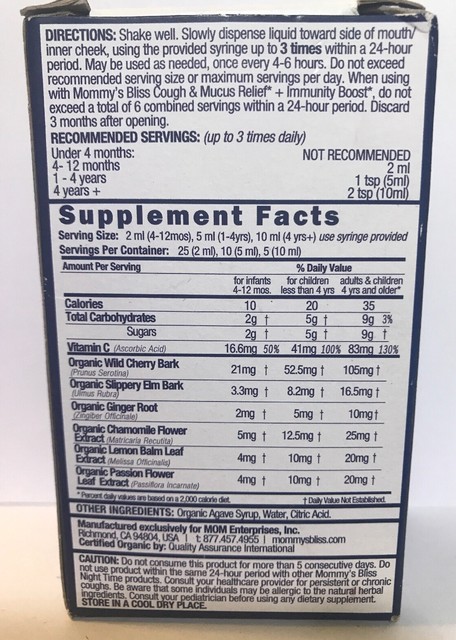 DIRECTIONS: Shake well. Slowly dispense liquid toward side of mouth/
inner cheek, using the provided syringe up to 3 times within a 24-hour
period. May be used as needed, once every 4-6 hours. Do not exceed
recommended serving size or maximum servings per day. When using
with Mommy's Bliss Cough & Mucus Relief* + Immunity Boost*, do not
exceed a total of 6 combined servings within a 24-hour period. Discard
3 months after opening.
RECOMMENDED SERVINGS: (up to 3 times daily)
Under 4 months: NOT RECOMMENDED
4- 12 months 2 ml
1 - 4 years 1 tsp (5ml)
4 years + 2 tsp (10ml)
Supplement Facts
Serving Size: 2 ml (4-12mos), 5 ml (1-4yrs), 10 ml (4 yrs+) use syringe provided
Servings Per Container: 25 (2 ml), 10 (5 ml), 5 (10 ml)
Amount Per Serving % Daily Value
for infants for children adults & children
4-12 mos. less than 4 yrs 4 yrs and older*
Calories 10 20 35
Total Carbohydrates 2g † 5g † 9g 3%
Sugars 2g † 5g † 9g †
Vitamin C (Ascorbic Acid) 16.6mg 50% 41mg 100% 83mg 130%
Organic Wild Cherry Bark
(Prunus Serotina) 21mg † 52.5mg † 105mg †
Organic Slippery Elm Bark
(Ulmus Rubra) 3.3mg † 8.2mg † 16.5mg †
Organic Ginger Root
(Zingiber Officinale) 2mg † 5mg † 10mg †
Organic Chamomile Flower
Extract (Matricaria Recutita) 5mg † 12.5mg † 25mg †
Organic Lemon Balm Leaf
Extract (Melissa Officinalis) 4mg † 10mg † 20mg †
Organic Passion Flower
Leaf Extract (Passiflora Incarnate) 4mg † 10mg † 20mg †
* Percent daily values are based on a 2,000 calorie diet. † Daily Value Not Established.
OTHER INGREDIENTS: Organic Agave Syrup, Water, Citric Acid.
Manufactured exclusively for MOM Enterprises, Inc.
Richmond, CA 94804, USA | t: 877.457.4955 | mommysbliss.com
Certified Organic by: Quality Assurance International
CAUTION: Do not consume this product for more than 5 consecutive days. Do
not use product within the same 24-hour period with other Mommy's Bliss
Night Time products. Consult your healthcare provider for persistent or chronic
coughs. Be aware that some individuals may be allergic to the natural herbal
ingredients. Consult your pediatrician before using any dietary supplement.
STORE IN A COOL DRY PLACE.